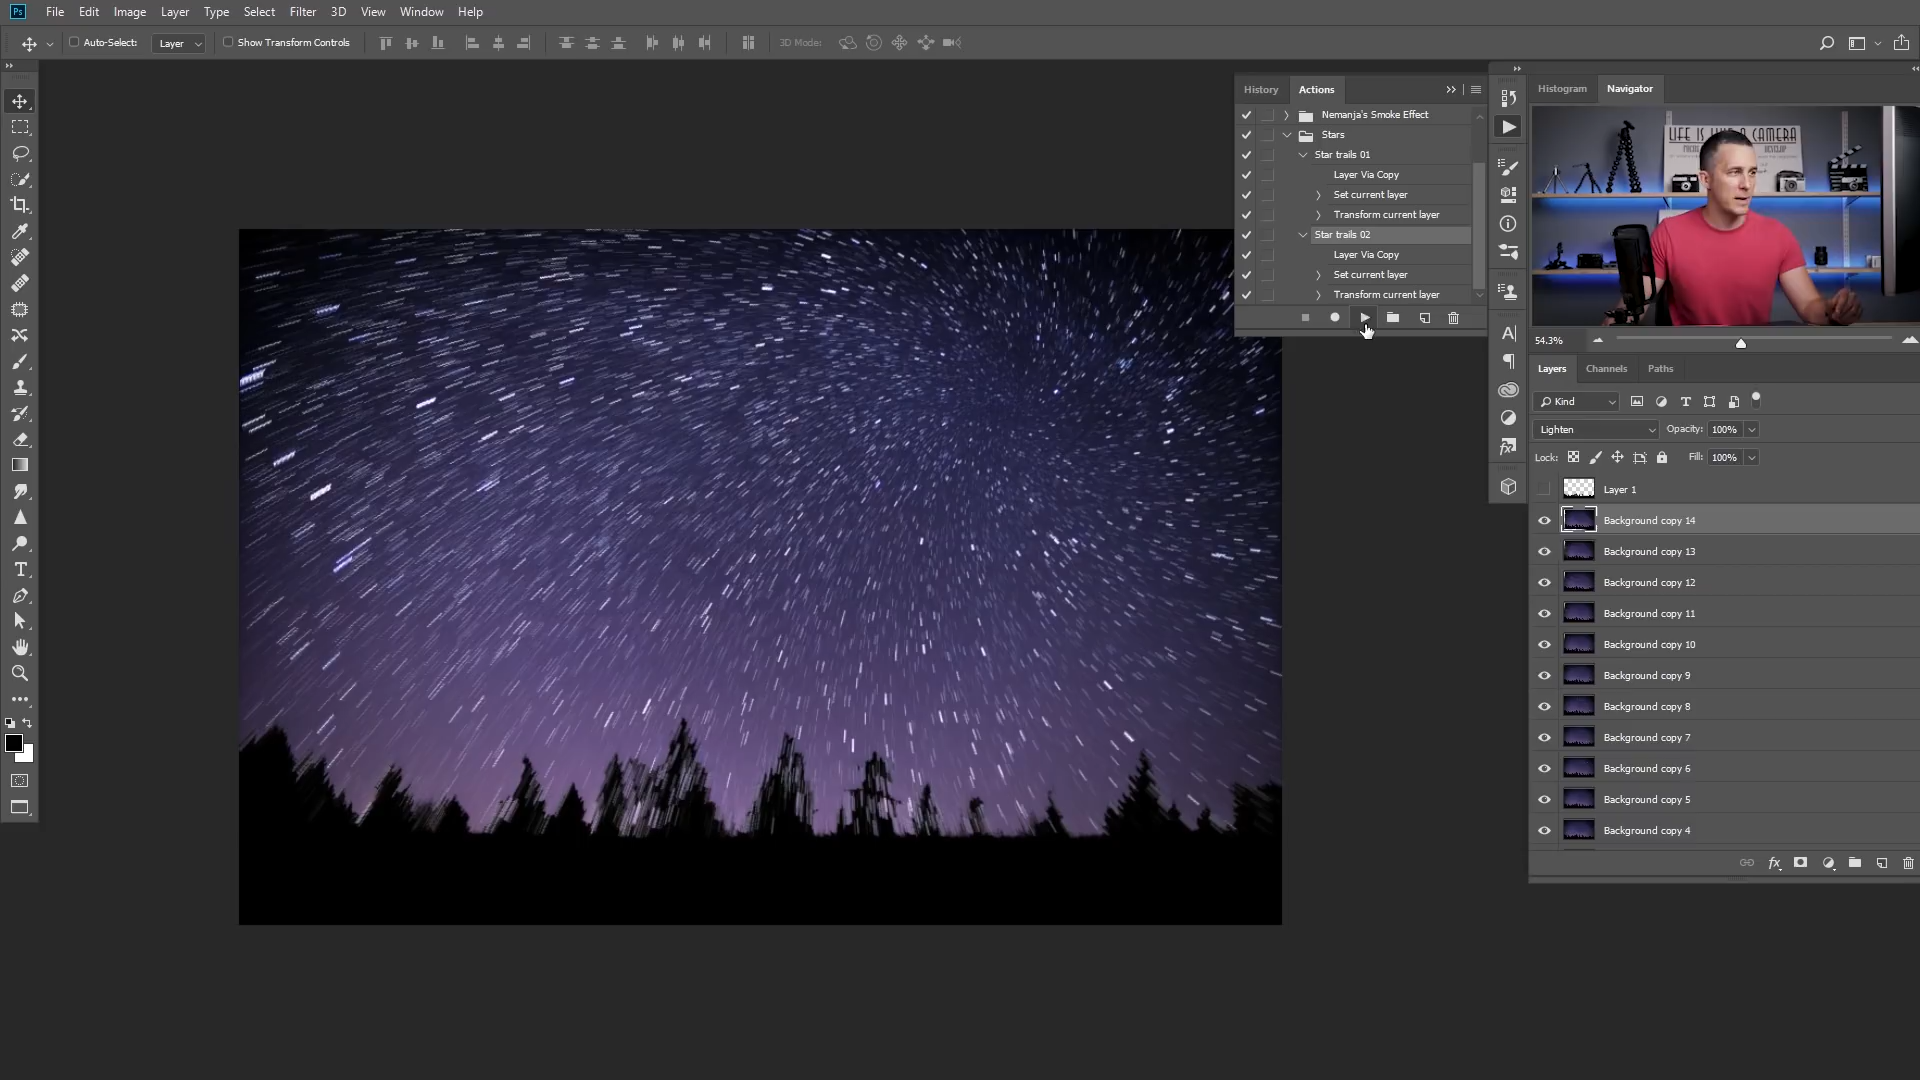 Ps File Edit Image Layer Type Select Filter 3D View Window Help
Auto-Select: Layer Show Transform Controls 3D Mode:
History Actions
Nemanja's Smoke Effect
Stars
Star trails 01
Layer Via Copy
Set current layer
Transform current layer
Star trails 02
Layer Via Copy
Set current layer
Transform current layer
Histogram Navigator
LIFE IS LIKE A CAMERA
54.3%
Layers Channels Paths
Kind
Lighten Opacity: 100%
Lock: Fill: 100%
Layer 1
Background copy 14
Background copy 13
Background copy 12
Background copy 11
Background copy 10
Background copy 9
Background copy 8
Background copy 7
Background copy 6
Background copy 5
Background copy 4